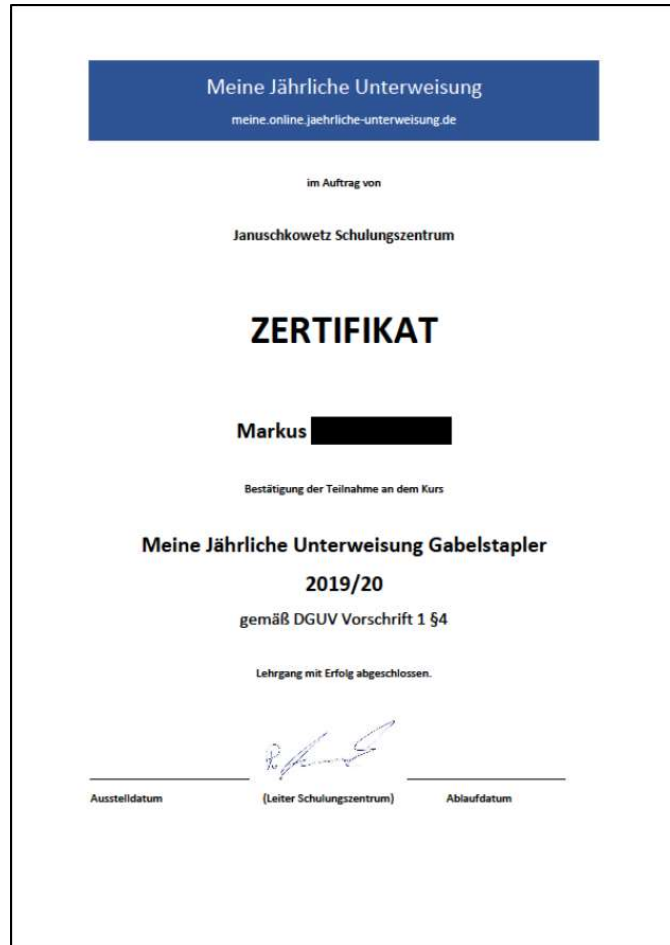 Meine Jährliche Unterweisung
meine.online.jaehrliche-unterweisung.de
im Auftrag von
Januschkowetz Schulungszentrum
ZERTIFIKAT
Markus
Bestätigung der Teilnahme an dem Kurs
Meine Jährliche Unterweisung Gabelstapler
2019/20
gemäß DGUV Vorschrift 1 §4
Lehrgang mit Erfolg abgeschlossen.
Ausstelldatum (Leiter Schulungszentrum) Ablaufdatum